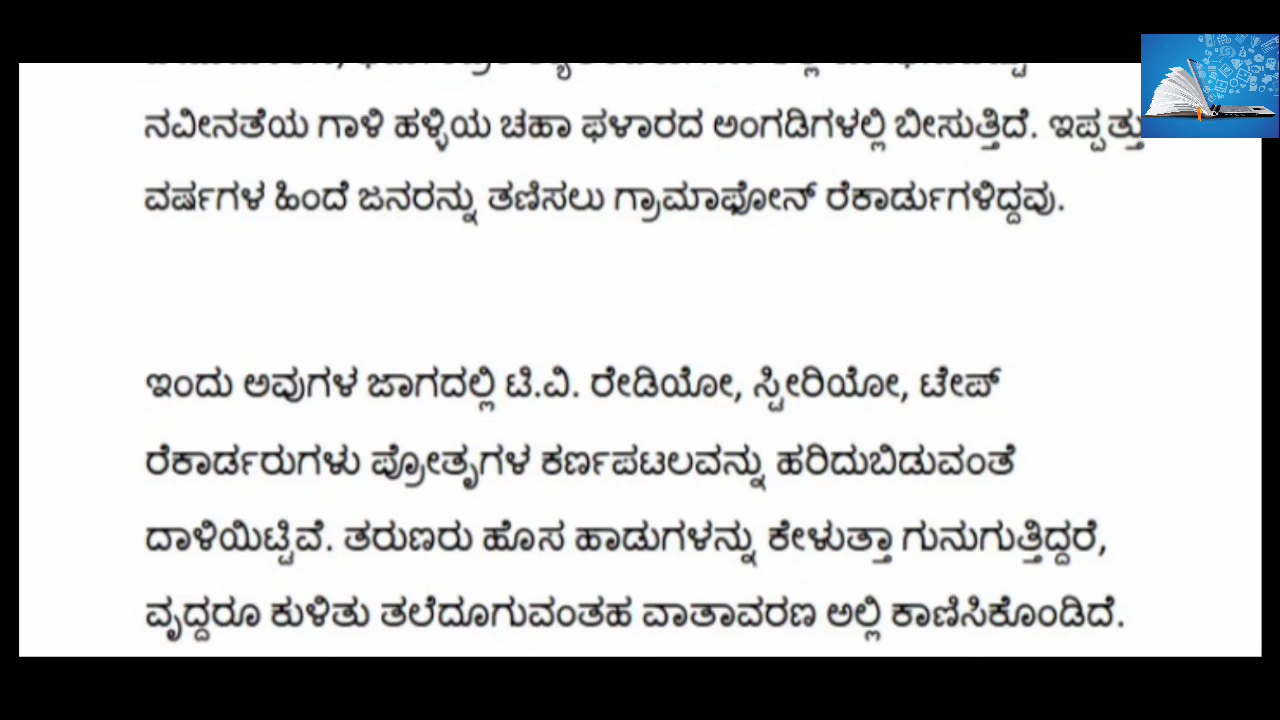 ನವೀನತೆಯ ಗಾಳಿ ಹಳ್ಳಿಯ ಚಹಾ ಫಳಾರದ ಅಂಗಡಿಗಳಲ್ಲಿ ಬೀಸುತ್ತಿದೆ. ಇಪ್ಪತ್ತು
ವರ್ಷಗಳ ಹಿಂದೆ ಜನರನ್ನು ತಣಿಸಲು ಗ್ರಾಮಾಫೋನ್ ರೆಕಾರ್ಡುಗಳಿದ್ದವು.
ಇಂದು ಅವುಗಳ ಜಾಗದಲ್ಲಿ ಟಿ.ವಿ. ರೇಡಿಯೋ, ಸ್ಟೀರಿಯೋ, ಟೇಪ್
ರೆಕಾರ್ಡರುಗಳು ಪ್ರೋತೃಗಳ ಕರ್ಣಪಟಲವನ್ನು ಹರಿದುಬಿಡುವಂತೆ
ದಾಳಿಯಿಟ್ಟಿವೆ. ತರುಣರು ಹೊಸ ಹಾಡುಗಳನ್ನು ಕೇಳುತ್ತಾ ಗುನುಗುತ್ತಿದ್ದರೆ,
ವೃದ್ದರೂ ಕುಳಿತು ತಲೆದೂಗುವಂತಹ ವಾತಾವರಣ ಅಲ್ಲಿ ಕಾಣಿಸಿಕೊಂಡಿದೆ.